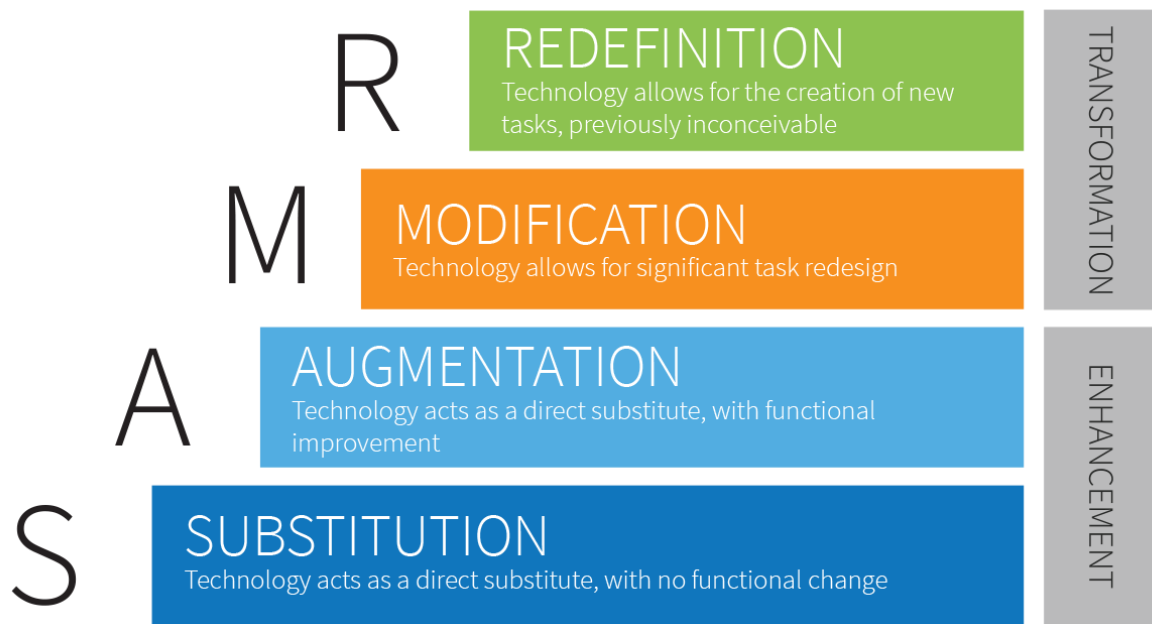 R
REDEFINITION
Technology allows for the creation of new
tasks, previously inconceivable
M
MODIFICATION
Technology allows for significant task redesign
TRANSFORMATION
A
AUGMENTATION
Technology acts as a direct substitute, with functional
improvement
S
SUBSTITUTION
Technology acts as a direct substitute, with no functional change
ENHANCEMENT